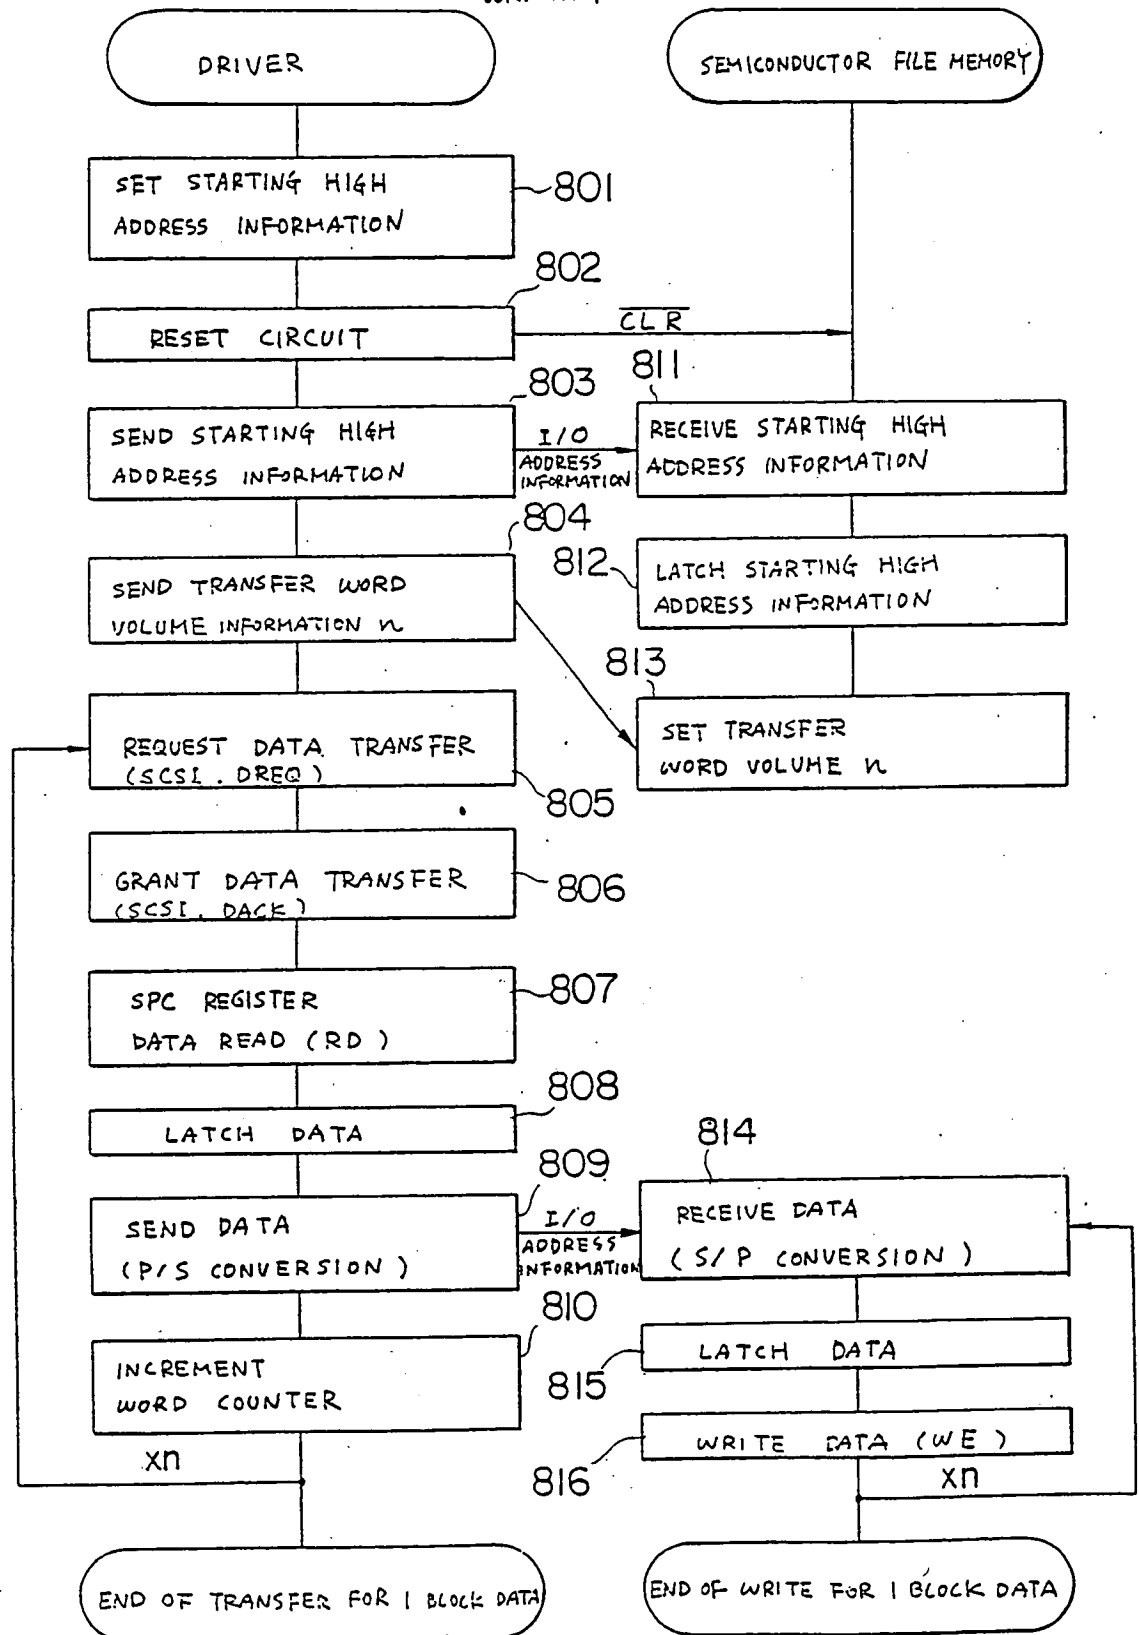 DRIVER
SEMICONDUCTOR FILE MEMORY
SET STARTING HIGH
ADDRESS INFORMATION
801
802
RESET CIRCUIT
CLR
803
811
SEND STARTING HIGH
ADDRESS INFORMATION
I/O
ADDRESS
INFORMATION
RECEIVE STARTING HIGH
ADDRESS INFORMATION
804
SEND TRANSFER WORD
VOLUME INFORMATION n
812
LATCH STARTING HIGH
ADDRESS INFORMATION
813
REQUEST DATA TRANSFER
(SCSI. DREQ)
805
SET TRANSFER
WORD VOLUME n
GRANT DATA TRANSFER
(SCSI. DACK)
806
SPC REGISTER
DATA READ (RD)
807
808
LATCH DATA
809
814
SEND DATA
(P/S CONVERSION)
I/O
ADDRESS
INFORMATION
RECEIVE DATA
(S/P CONVERSION)
810
INCREMENT
WORD COUNTER
815
LATCH DATA
816
WRITE DATA (WE)
xn
xn
END OF TRANSFER FOR 1 BLOCK DATA
END OF WRITE FOR 1 BLOCK DATA